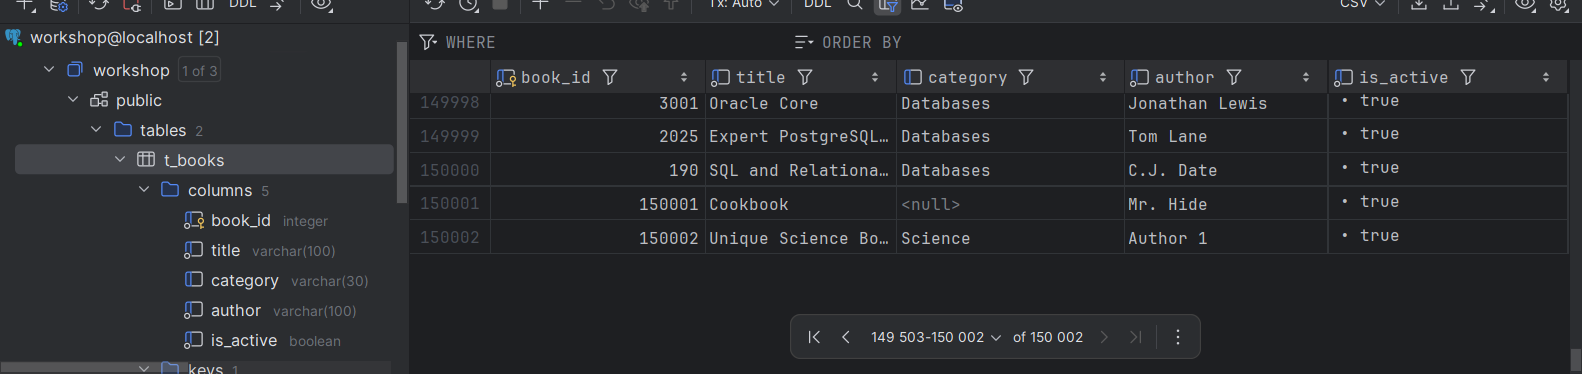 DDL
Tx: Auto
DDL
CSV
workshop@localhost [2]
workshop 1 of 3
public
tables 2
t_books
columns 5
book_id integer
title varchar(100)
category varchar(30)
author varchar(100)
is_active boolean
keys 1
WHERE
ORDER BY
book_id title category author is_active
149998 3001 Oracle Core Databases Jonathan Lewis true
149999 2025 Expert PostgreSQL… Databases Tom Lane true
150000 190 SQL and Relationa… Databases C.J. Date true
150001 150001 Cookbook <null> Mr. Hide true
150002 150002 Unique Science Bo… Science Author 1 true
149 503-150 002 of 150 002